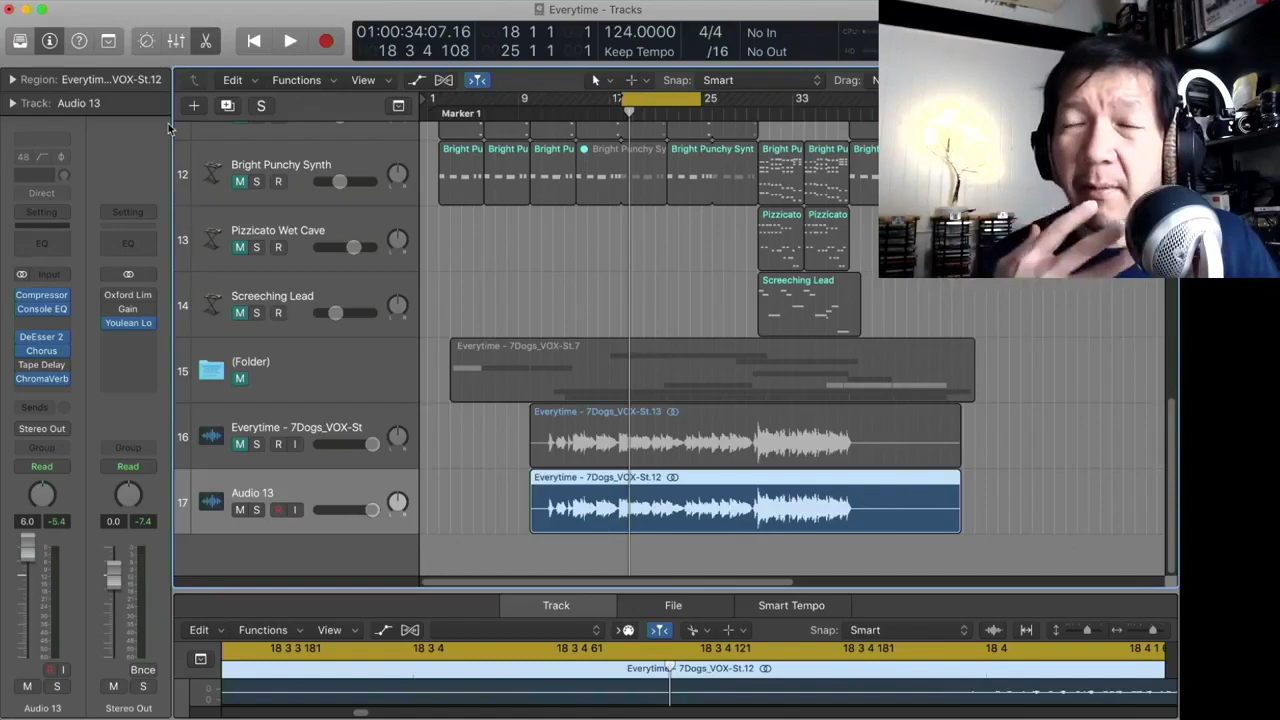 Everytime - Tracks
01:00:34:07.16
18 3 4 108
18 1 1 1
25 1 1 1
124.0000
Keep Tempo
4/4
/16
No In
No Out
CPU
HD
Region: Everytim...VOX-St.12
Track: Audio 13
Edit
Functions
View
Snap: Smart
Drag:
S
1
9
17
25
33
Marker 1
48
Direct
Setting
Setting
EQ
EQ
Input
Compressor
Console EQ
DeEsser 2
Chorus
Tape Delay
ChromaVerb
Oxford Lim
Gain
Youlean Lo
Sends
Stereo Out
Group
Group
Read
Read
6.0
-5.4
0.0
-7.4
R I
Bnce
M S
M S
Audio 13
Stereo Out
12
Bright Punchy Synth
M S R
Bright Pu
Bright Pu
Bright Pu
Bright Punchy Sy
Bright Punchy Synt
Bright Pu
Bright Pu
13
Pizzicato Wet Cave
M S R
Pizzicato
Pizzicato
14
Screeching Lead
M S R
Screeching Lead
15
(Folder)
M
Everytime - 7Dogs_VOX-St.7
16
Everytime - 7Dogs_VOX-St
M S R I
Everytime - 7Dogs_VOX-St.13
17
Audio 13
M S R I
Everytime - 7Dogs_VOX-St.12
Track
File
Smart Tempo
Edit
Functions
View
Snap: Smart
18 3 3 181
18 3 4
18 3 4 61
18 3 4 121
18 3 4 181
18 4
Everytime - 7Dogs_VOX-St.12
0
0